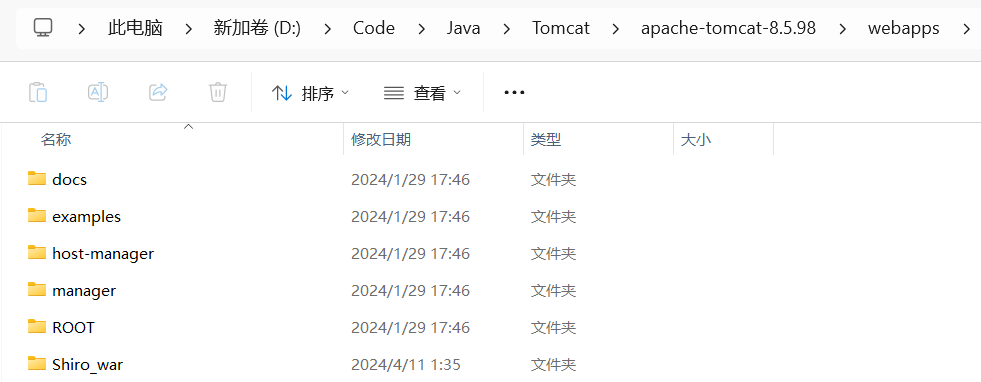 此电脑 新加卷 (D:) Code Java Tomcat apache-tomcat-8.5.98 webapps
排序 查看
名称 修改日期 类型 大小
docs 2024/1/29 17:46 文件夹
examples 2024/1/29 17:46 文件夹
host-manager 2024/1/29 17:46 文件夹
manager 2024/1/29 17:46 文件夹
ROOT 2024/1/29 17:46 文件夹
Shiro_war 2024/4/11 1:35 文件夹